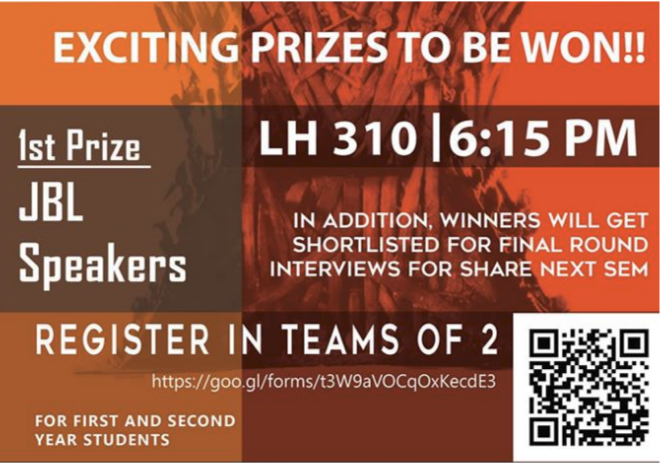 EXCITING PRIZES TO BE WON!!
1st Prize
JBL
Speakers
LH 310 | 6:15 PM
IN ADDITION, WINNERS WILL GET
SHORTLISTED FOR FINAL ROUND
INTERVIEWS FOR SHARE NEXT SEM
REGISTER IN TEAMS OF 2
https://goo.gl/forms/t3W9aVOCqOxKecdE3
FOR FIRST AND SECOND
YEAR STUDENTS